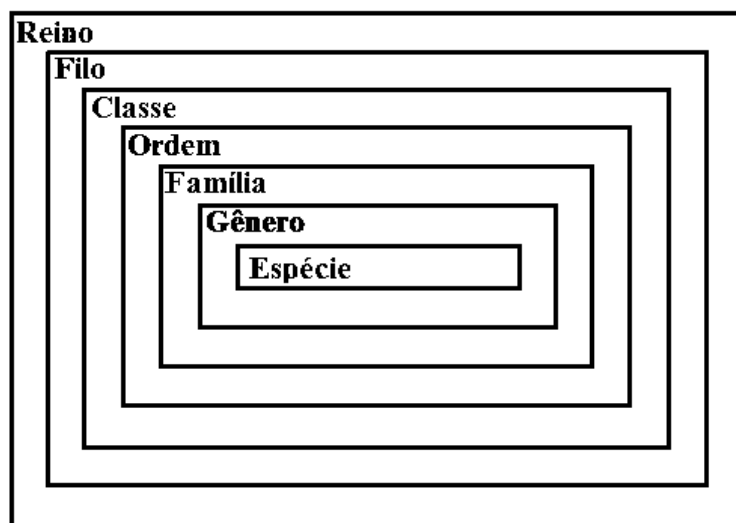 Reino
Filo
Classe
Ordem
Família
Gênero
Espécie